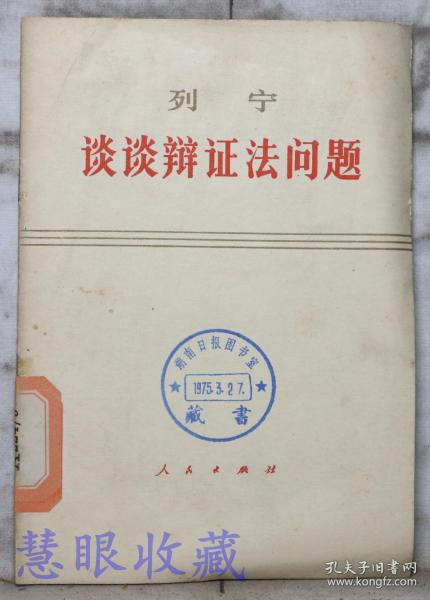 列 宁
谈谈辩证法问题
湖南日报图书室
1975.3.27.
藏書
人民出版社
慧眼收藏
孔夫子旧书网
www.kongfz.com